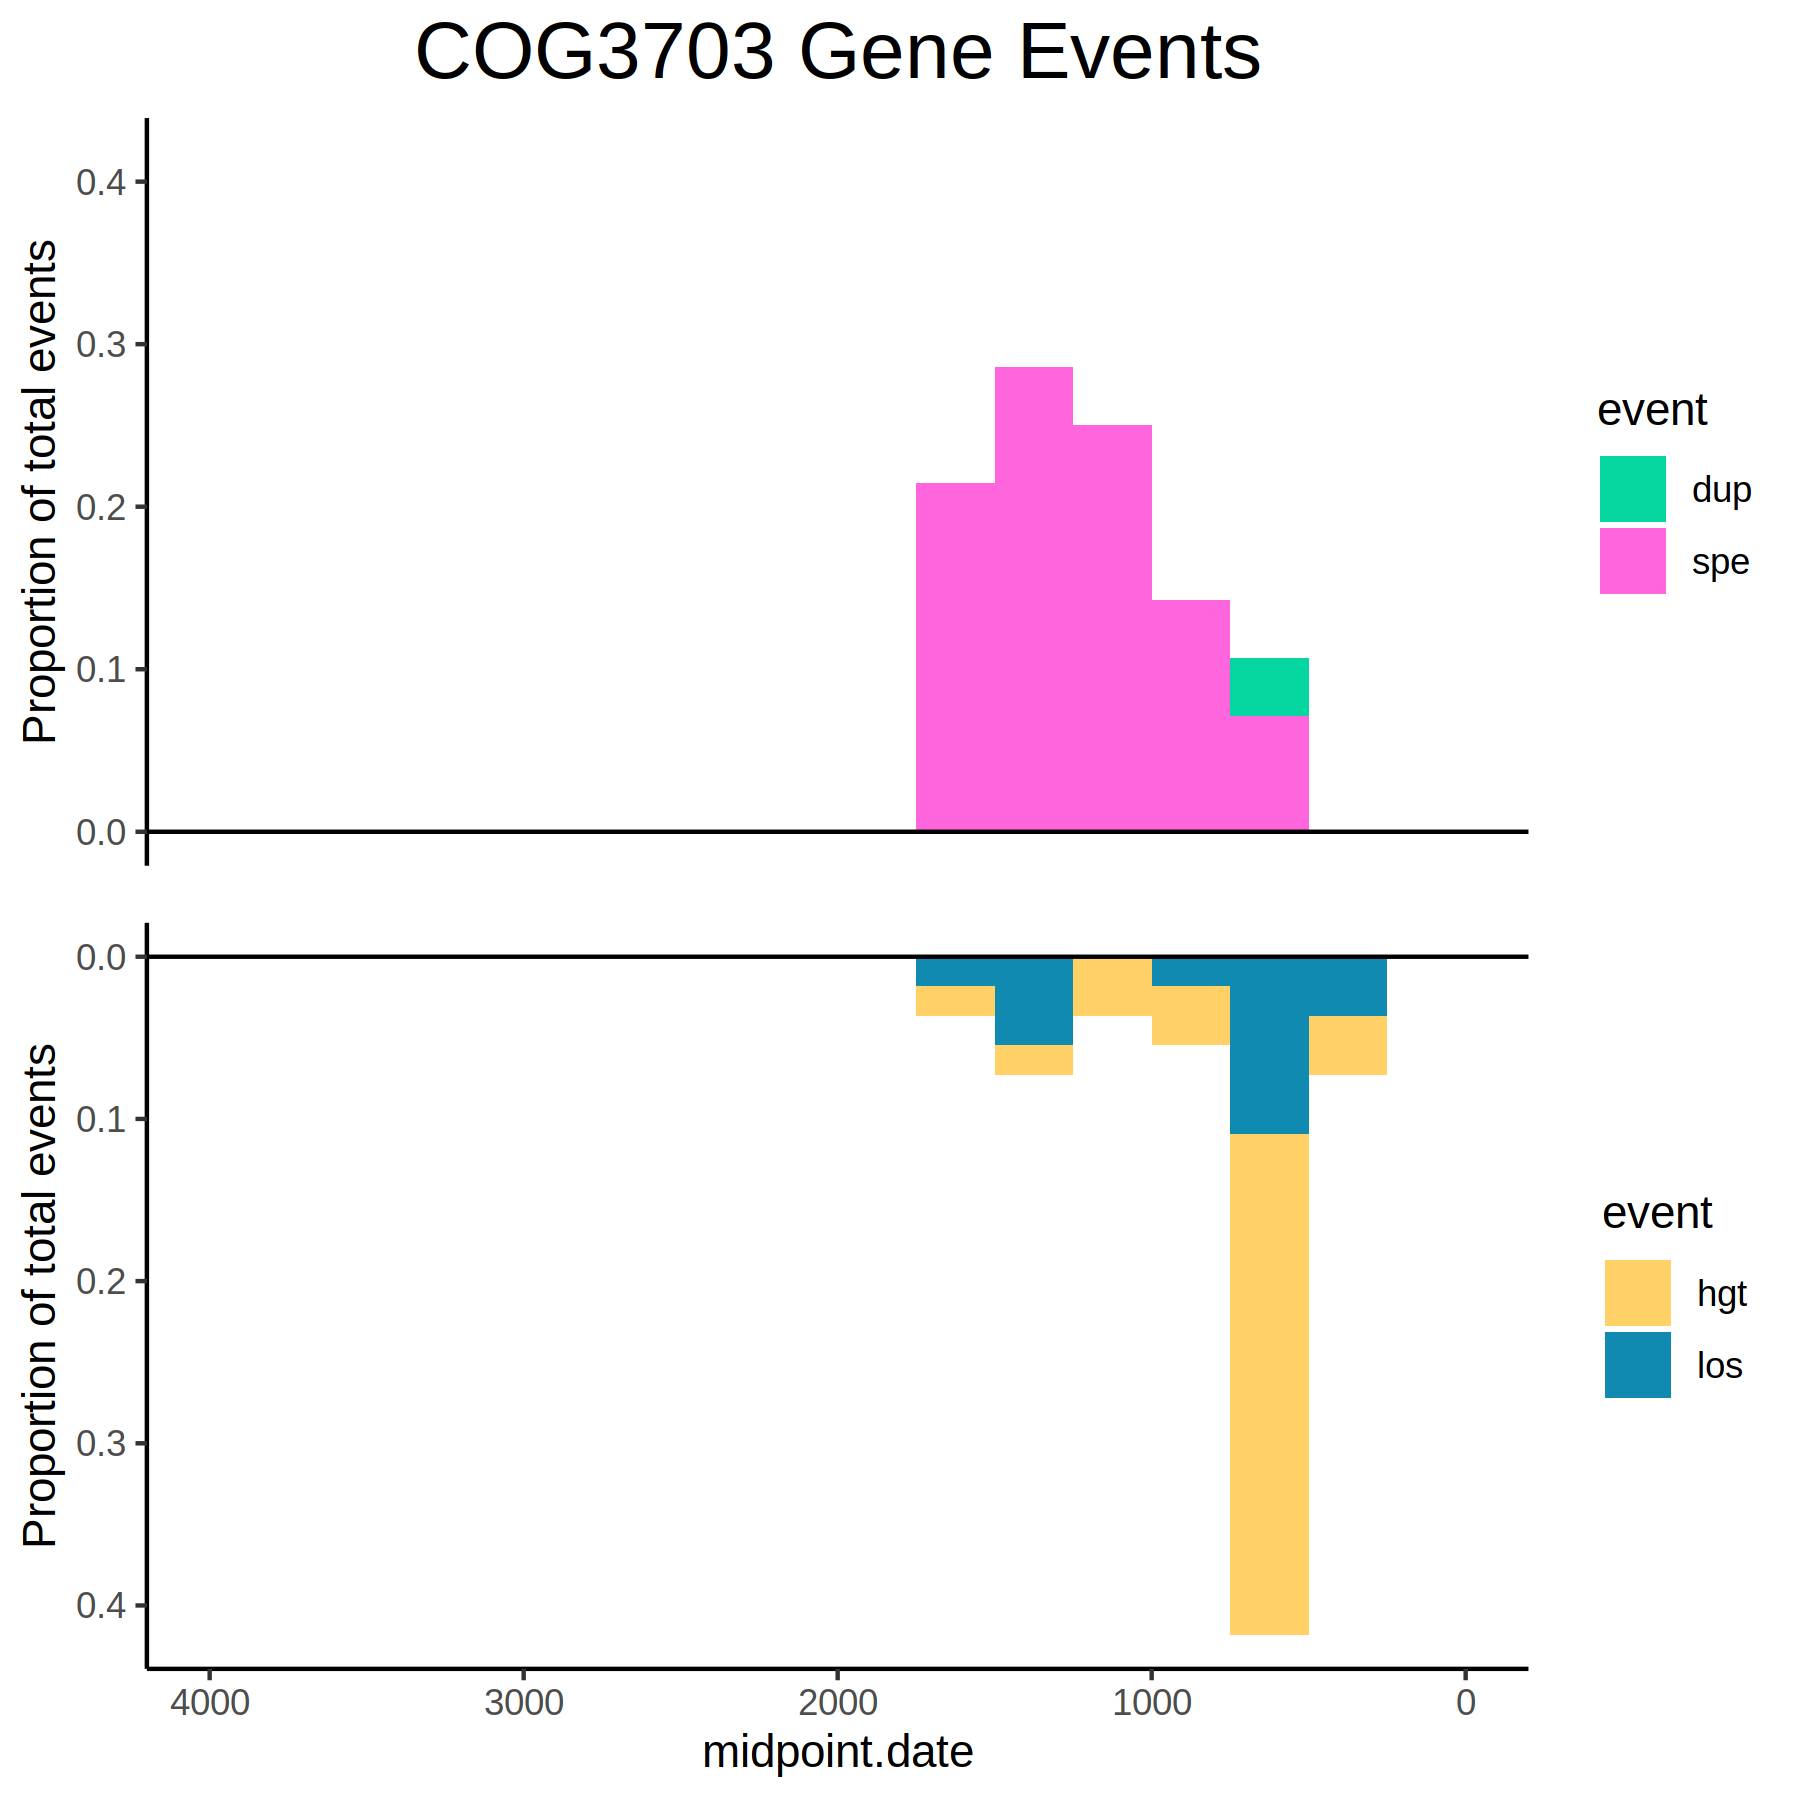 COG3703 Gene Events
Proportion of total events
0.4
0.3
0.2
0.1
0.0
event
dup
spe
Proportion of total events
0.0
0.1
0.2
0.3
0.4
event
hgt
los
4000 3000 2000 1000 0
midpoint.date